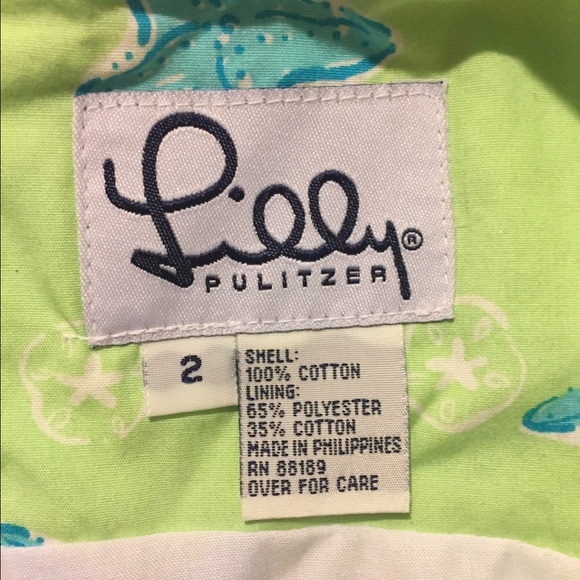 Lilly®
PULITZER
2
SHELL:
100% COTTON
LINING:
65% POLYESTER
35% COTTON
MADE IN PHILIPPINES
RN 88189
OVER FOR CARE